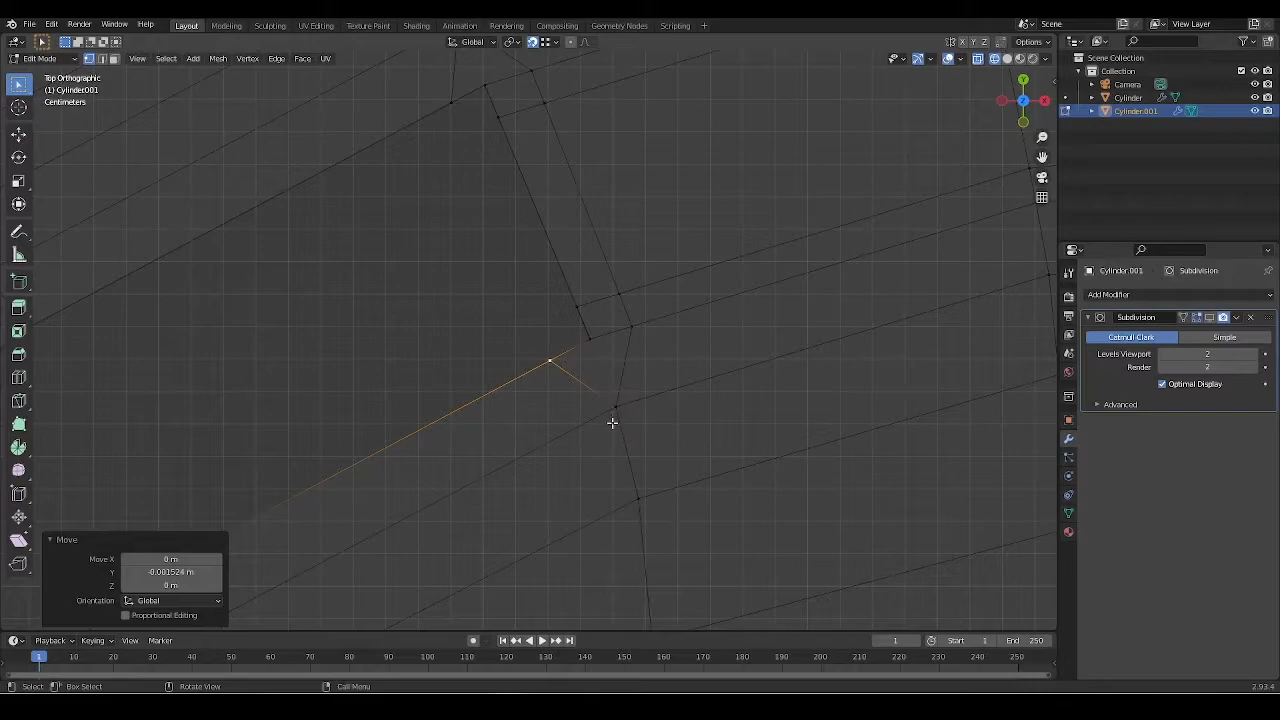 File Edit Render Window Help Layout Modeling Sculpting UV Editing Texture Paint Shading Animation Rendering Compositing Geometry Nodes Scripting + Scene View Layer
Global X Y Z Options
Edit Mode View Select Add Mesh Vertex Edge Face UV
Top Orthographic
(1) Cylinder001
Centimeters
Y
X
Z
Scene Collection
Collection
Camera
Cylinder
Cylinder.001
Cylinder.001 Subdivision
Add Modifier
Subdivision
Catmull Clark Simple
Levels Viewport 2
Render 2
Optimal Display
Advanced
Move
Move X 0 m
Y -0.001524 m
Z 0 m
Orientation Global
Proportional Editing
Playback Keying View Marker 1 Start 1 End 250
1 10 20 30 40 50 60 70 80 90 100 110 120 130 140 150 160 170 180 190 200 210 220 230 240 250
Select Box Select Rotate View Call Menu 2.93.4